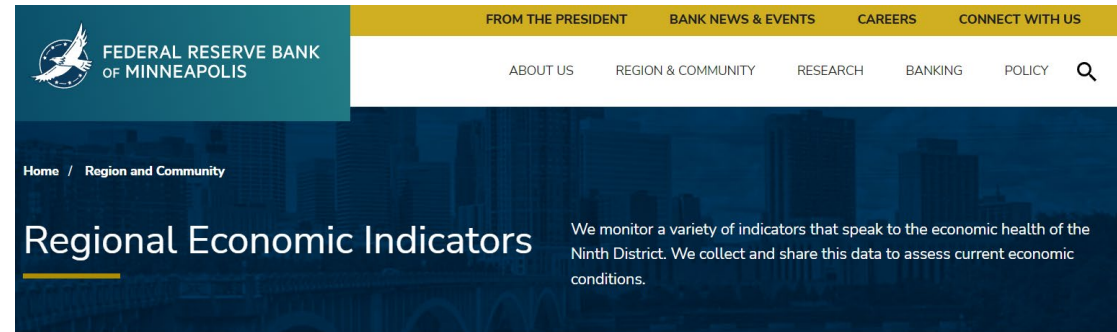 FROM THE PRESIDENT BANK NEWS & EVENTS CAREERS CONNECT WITH US
FEDERAL RESERVE BANK
OF MINNEAPOLIS
ABOUT US REGION & COMMUNITY RESEARCH BANKING POLICY
Home / Region and Community
Regional Economic Indicators
We monitor a variety of indicators that speak to the economic health of the
Ninth District. We collect and share this data to assess current economic
conditions.